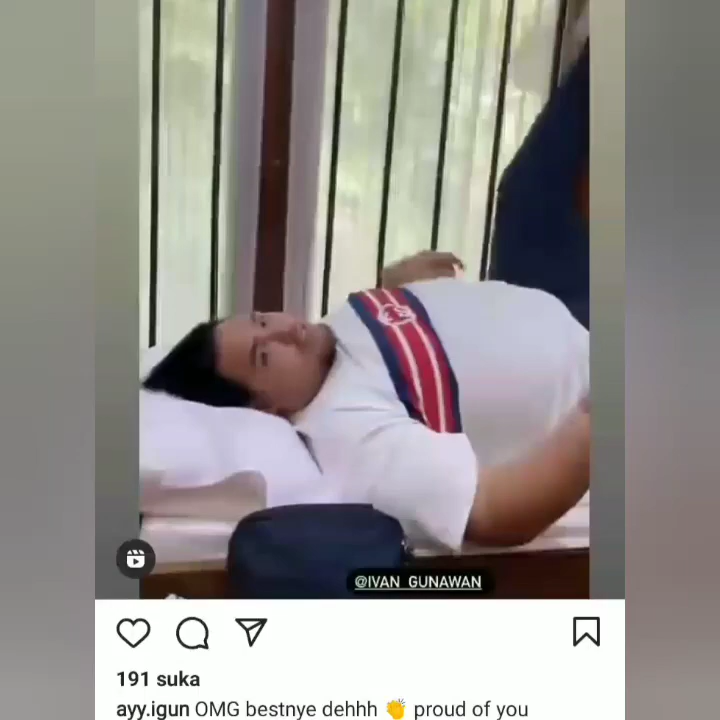 @IVAN_GUNAWAN
191 suka
ayy.igun OMG bestnye dehhh 👏 proud of you